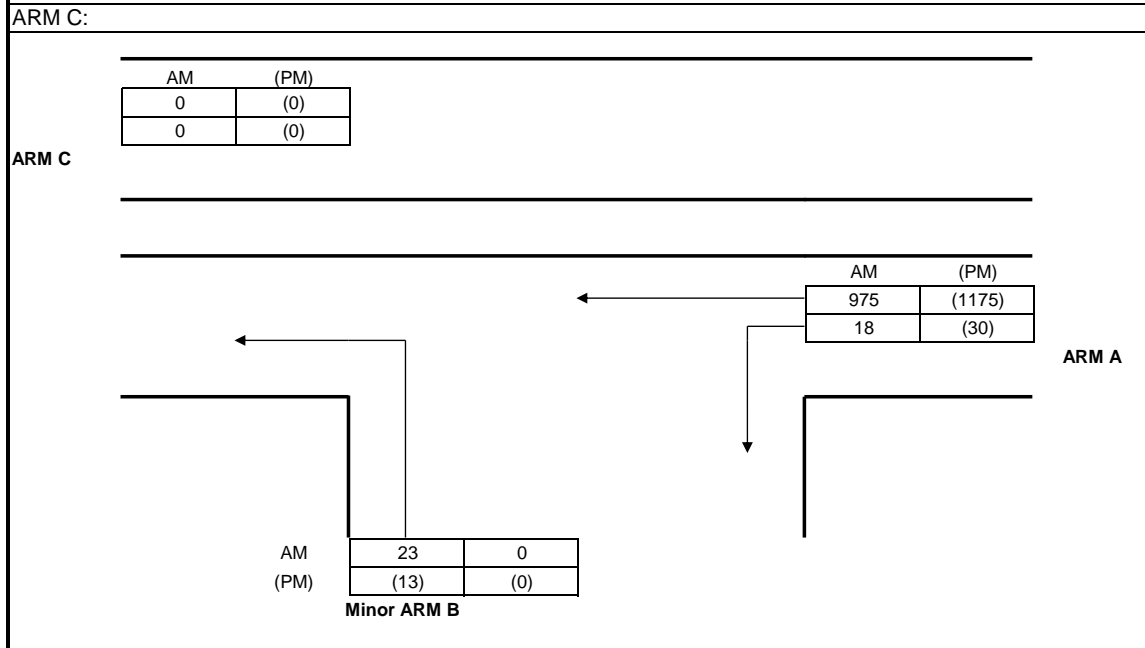 ARM C:
AM (PM)
0 (0)
0 (0)
ARM C
AM (PM)
975 (1175)
18 (30)
ARM A
AM 23 0
(PM) (13) (0)
Minor ARM B